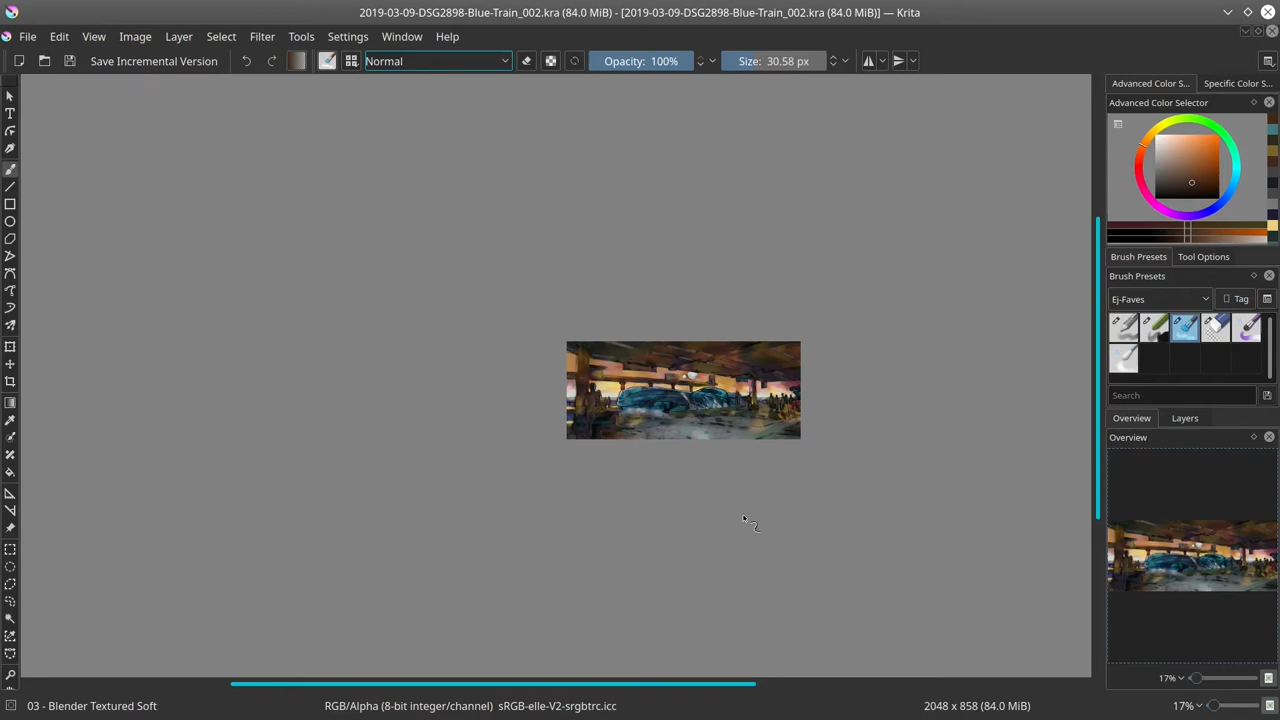 2019-03-09-DSG2898-Blue-Train_002.kra (84.0 MiB) - [2019-03-09-DSG2898-Blue-Train_002.kra (84.0 MiB)] — Krita
File Edit View Image Layer Select Filter Tools Settings Window Help
Save Incremental Version Normal Opacity: 100% Size: 30.58 px
Advanced Color S... Specific Color S...
Advanced Color Selector
Brush Presets Tool Options
Brush Presets
Ej-Faves Tag
Search
Overview Layers
Overview
17%
03 - Blender Textured Soft RGB/Alpha (8-bit integer/channel) sRGB-elle-V2-srgbtrc.icc 2048 x 858 (84.0 MiB) 17%